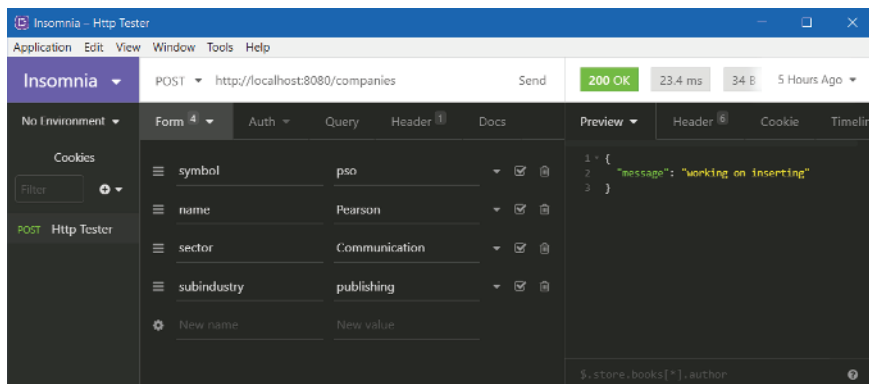 Insomnia – Http Tester
Application Edit View Window Tools Help
Insomnia
POST http://localhost:8080/companies Send
200 OK 23.4 ms 34 B 5 Hours Ago
No Environment
Form 4 Auth Query Header 1 Docs
Preview Header 6 Cookie Timelin
Cookies
Filter
POST Http Tester
symbol pso
name Pearson
sector Communication
subindustry publishing
New name New value
1 {
2 "message": "working on inserting"
3 }
$.store.books[*].author